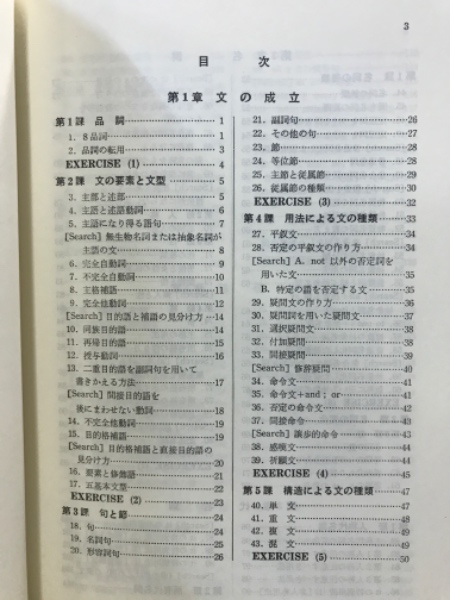 3
目 次
第1章 文の成立
第1課 品詞 1
1. 8品詞 1
2. 品詞の転用 3
EXERCISE (1) 4
第2課 文の要素と文型 5
3. 主部と述部 5
4. 主語と述語動詞 6
5. 主語になり得る語句 7
[Search] 無生物名詞または抽象名詞が
主語の文 8
6. 完全自動詞 9
7. 不完全自動詞 10
8. 主格補語 11
9. 完全他動詞 12
[Search] 目的語と補語の見分け方 14
10. 同族目的語 14
11. 再帰目的語 15
12. 授与動詞 16
13. 二重目的語を副詞句を用いて
書きかえる方法 17
[Search] 間接目的語を
後にまわせない動詞 18
14. 不完全他動詞 19
15. 目的格補語 19
[Search] 目的格補語と直接目的語の
見分け方 20
16. 要素と修飾語 21
17. 五基本文型 22
EXERCISE (2) 23
第3課 句と節 24
18. 句 24
19. 名詞句 25
20. 形容詞句 26
21. 副詞句 26
22. その他の句 27
23. 節 28
24. 等位節 28
25. 主節と従属節 29
26. 従属節の種類 30
EXERCISE (3) 32
第4課 用法による文の種類 33
27. 平叙文 33
28. 否定の平叙文の作り方 34
[Search] A. not 以外の否定詞を
用いた文 35
B. 特定の語を否定する文 35
29. 疑問文の作り方 36
30. 疑問詞を用いた疑問文 37
31. 選択疑問文 38
32. 付加疑問 38
33. 間接疑問 39
[Search] 修辞疑問 40
34. 命令文 41
35. 命令文+and; or 41
36. 否定の命令文 42
37. 間接命令 43
[Search] 譲歩的命令 43
38. 感嘆文 44
39. 祈願文 44
EXERCISE (4) 45
第5課 構造による文の種類 47
40. 単文 47
41. 重文 48
42. 複文 49
43. 混文 49
EXERCISE (5) 50